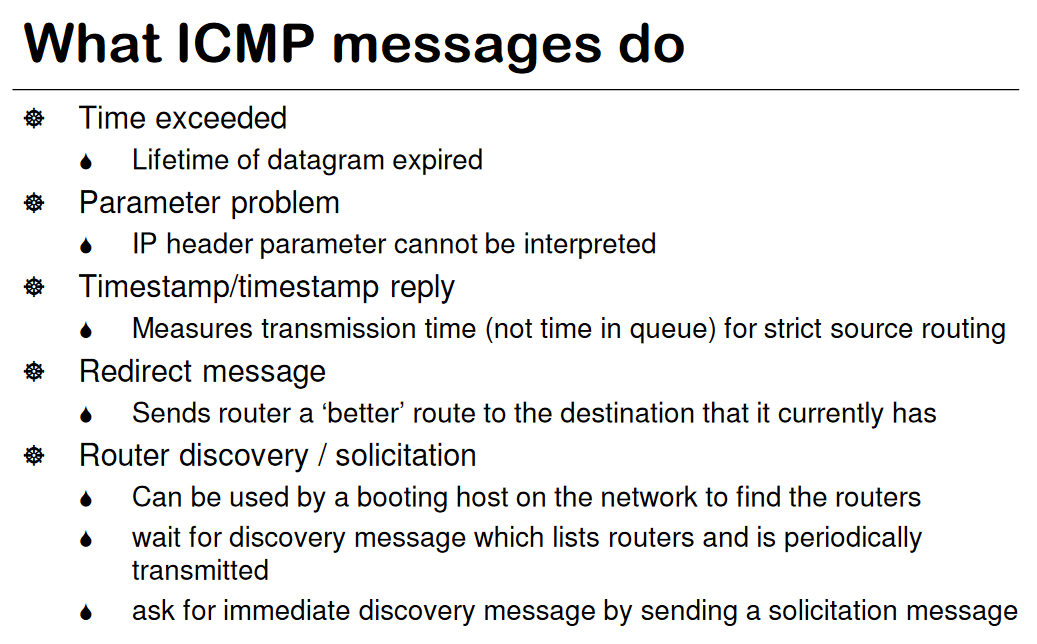 What ICMP messages do
Time exceeded
Lifetime of datagram expired
Parameter problem
IP header parameter cannot be interpreted
Timestamp/timestamp reply
Measures transmission time (not time in queue) for strict source routing
Redirect message
Sends router a ‘better’ route to the destination that it currently has
Router discovery / solicitation
Can be used by a booting host on the network to find the routers
wait for discovery message which lists routers and is periodically
transmitted
ask for immediate discovery message by sending a solicitation message